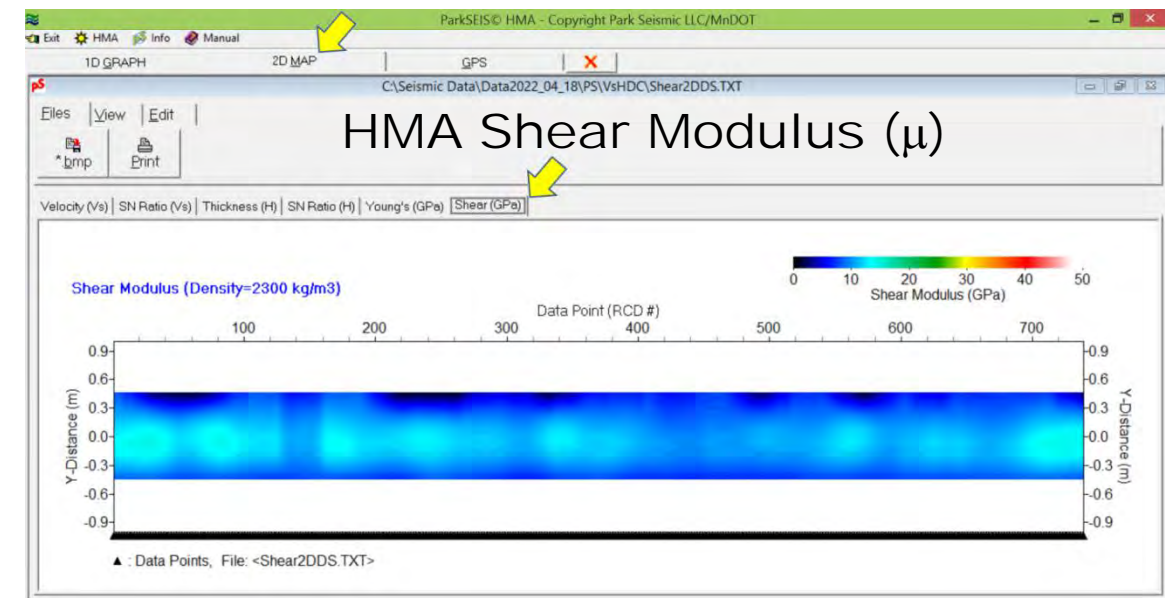 ParkSEIS© HMA - Copyright Park Seismic LLC/MnDOT
Exit HMA Info Manual
1D GRAPH 2D MAP GPS
pS C:\Seismic Data\Data2022_04_18\PS\VsHDC\Shear2DDS.TXT
Files View Edit
HMA Shear Modulus (μ)
*.bmp Print
Velocity (Vs) SN Ratio (Vs) Thickness (H) SN Ratio (H) Young's (GPa) Shear (GPa)
0 10 20 30 40 50
Shear Modulus (GPa)
Shear Modulus (Density=2300 kg/m3)
Data Point (RCD #)
100 200 300 400 500 600 700
0.9 0.9
0.6 0.6
0.3 0.3
0.0 0.0
-0.3 -0.3
-0.6 -0.6
-0.9 -0.9
Y-Distance (m)
Y-Distance (m)
▲ : Data Points, File: <Shear2DDS.TXT>